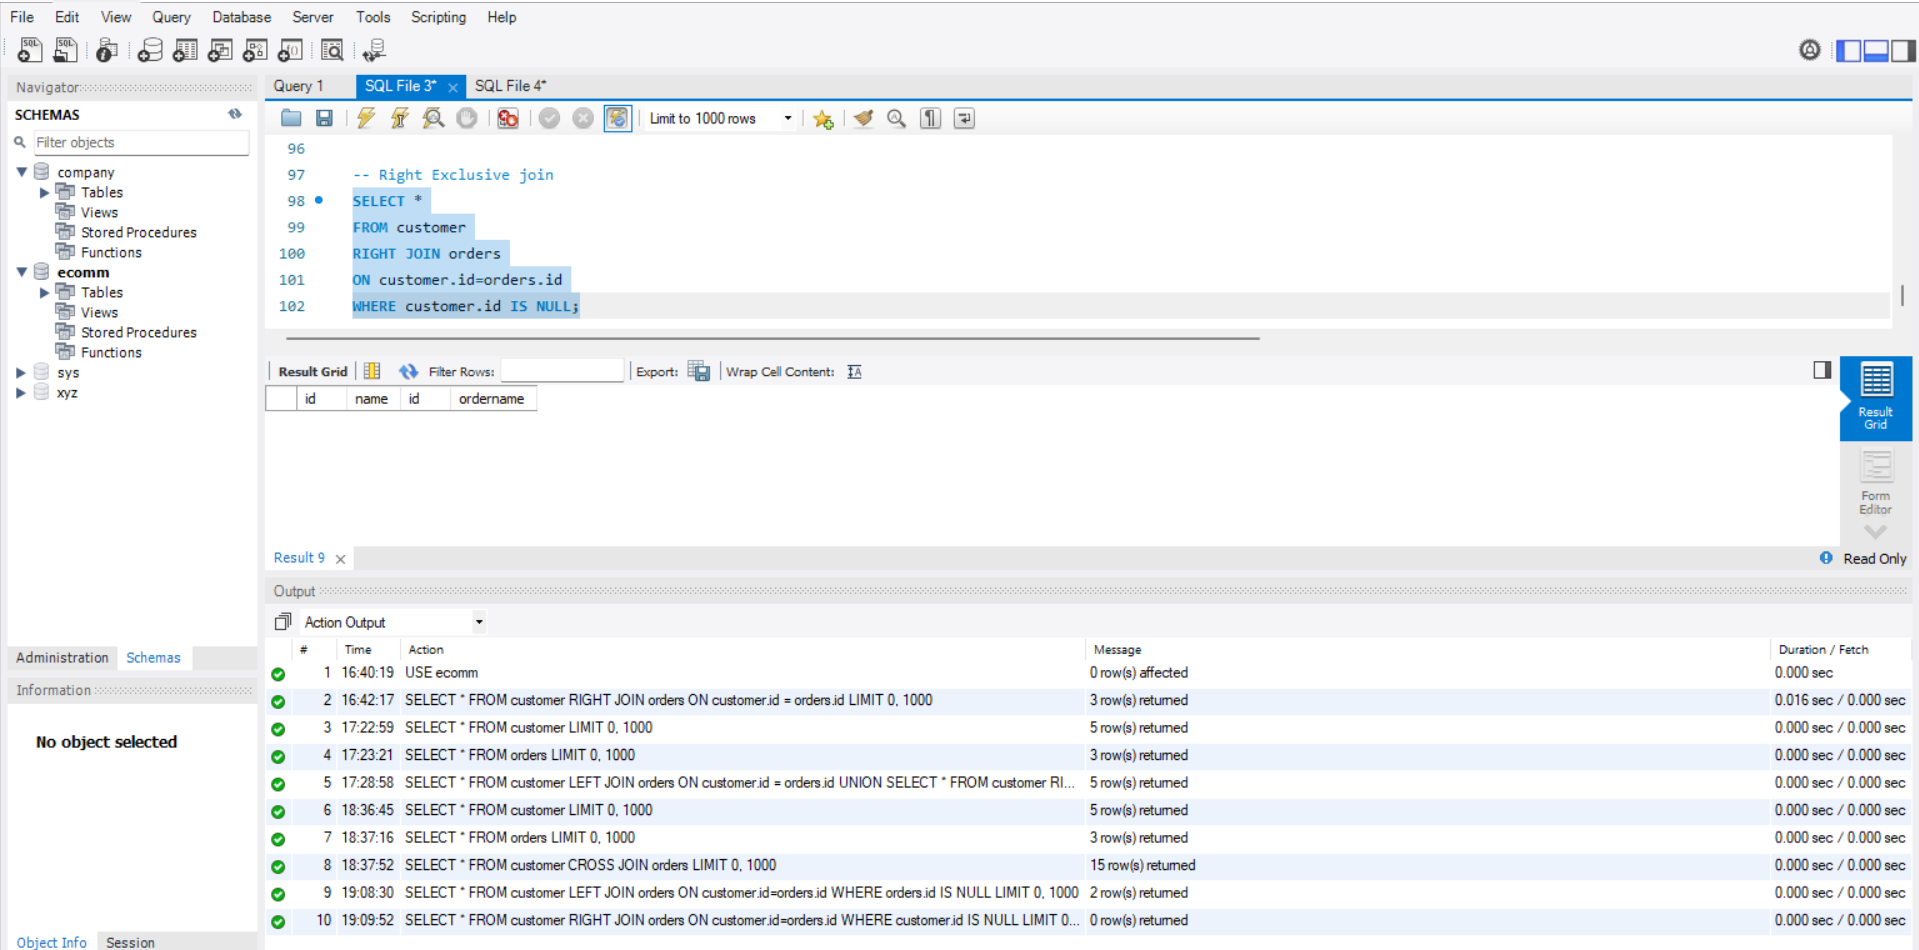 File Edit View Query Database Server Tools Scripting Help
Navigator
SCHEMAS
Filter objects
company
Tables
Views
Stored Procedures
Functions
ecomm
Tables
Views
Stored Procedures
Functions
sys
xyz
Administration Schemas
Information
No object selected
Object Info Session
Query 1 SQL File 3* SQL File 4*
Limit to 1000 rows
96
97 -- Right Exclusive join
98 SELECT *
99 FROM customer
100 RIGHT JOIN orders
101 ON customer.id=orders.id
102 WHERE customer.id IS NULL;
Result Grid Filter Rows: Export: Wrap Cell Content:
id name id ordername
Result Grid
Form Editor
Result 9 Read Only
Output
Action Output
# Time Action Message Duration / Fetch
1 16:40:19 USE ecomm 0 row(s) affected 0.000 sec
2 16:42:17 SELECT * FROM customer RIGHT JOIN orders ON customer.id = orders.id LIMIT 0, 1000 3 row(s) returned 0.016 sec / 0.000 sec
3 17:22:59 SELECT * FROM customer LIMIT 0, 1000 5 row(s) returned 0.000 sec / 0.000 sec
4 17:23:21 SELECT * FROM orders LIMIT 0, 1000 3 row(s) returned 0.000 sec / 0.000 sec
5 17:28:58 SELECT * FROM customer LEFT JOIN orders ON customer.id = orders.id UNION SELECT * FROM customer RI... 5 row(s) returned 0.000 sec / 0.000 sec
6 18:36:45 SELECT * FROM customer LIMIT 0, 1000 5 row(s) returned 0.000 sec / 0.000 sec
7 18:37:16 SELECT * FROM orders LIMIT 0, 1000 3 row(s) returned 0.000 sec / 0.000 sec
8 18:37:52 SELECT * FROM customer CROSS JOIN orders LIMIT 0, 1000 15 row(s) returned 0.000 sec / 0.000 sec
9 19:08:30 SELECT * FROM customer LEFT JOIN orders ON customer.id=orders.id WHERE orders.id IS NULL LIMIT 0, 1000 2 row(s) returned 0.000 sec / 0.000 sec
10 19:09:52 SELECT * FROM customer RIGHT JOIN orders ON customer.id=orders.id WHERE customer.id IS NULL LIMIT 0... 0 row(s) returned 0.000 sec / 0.000 sec